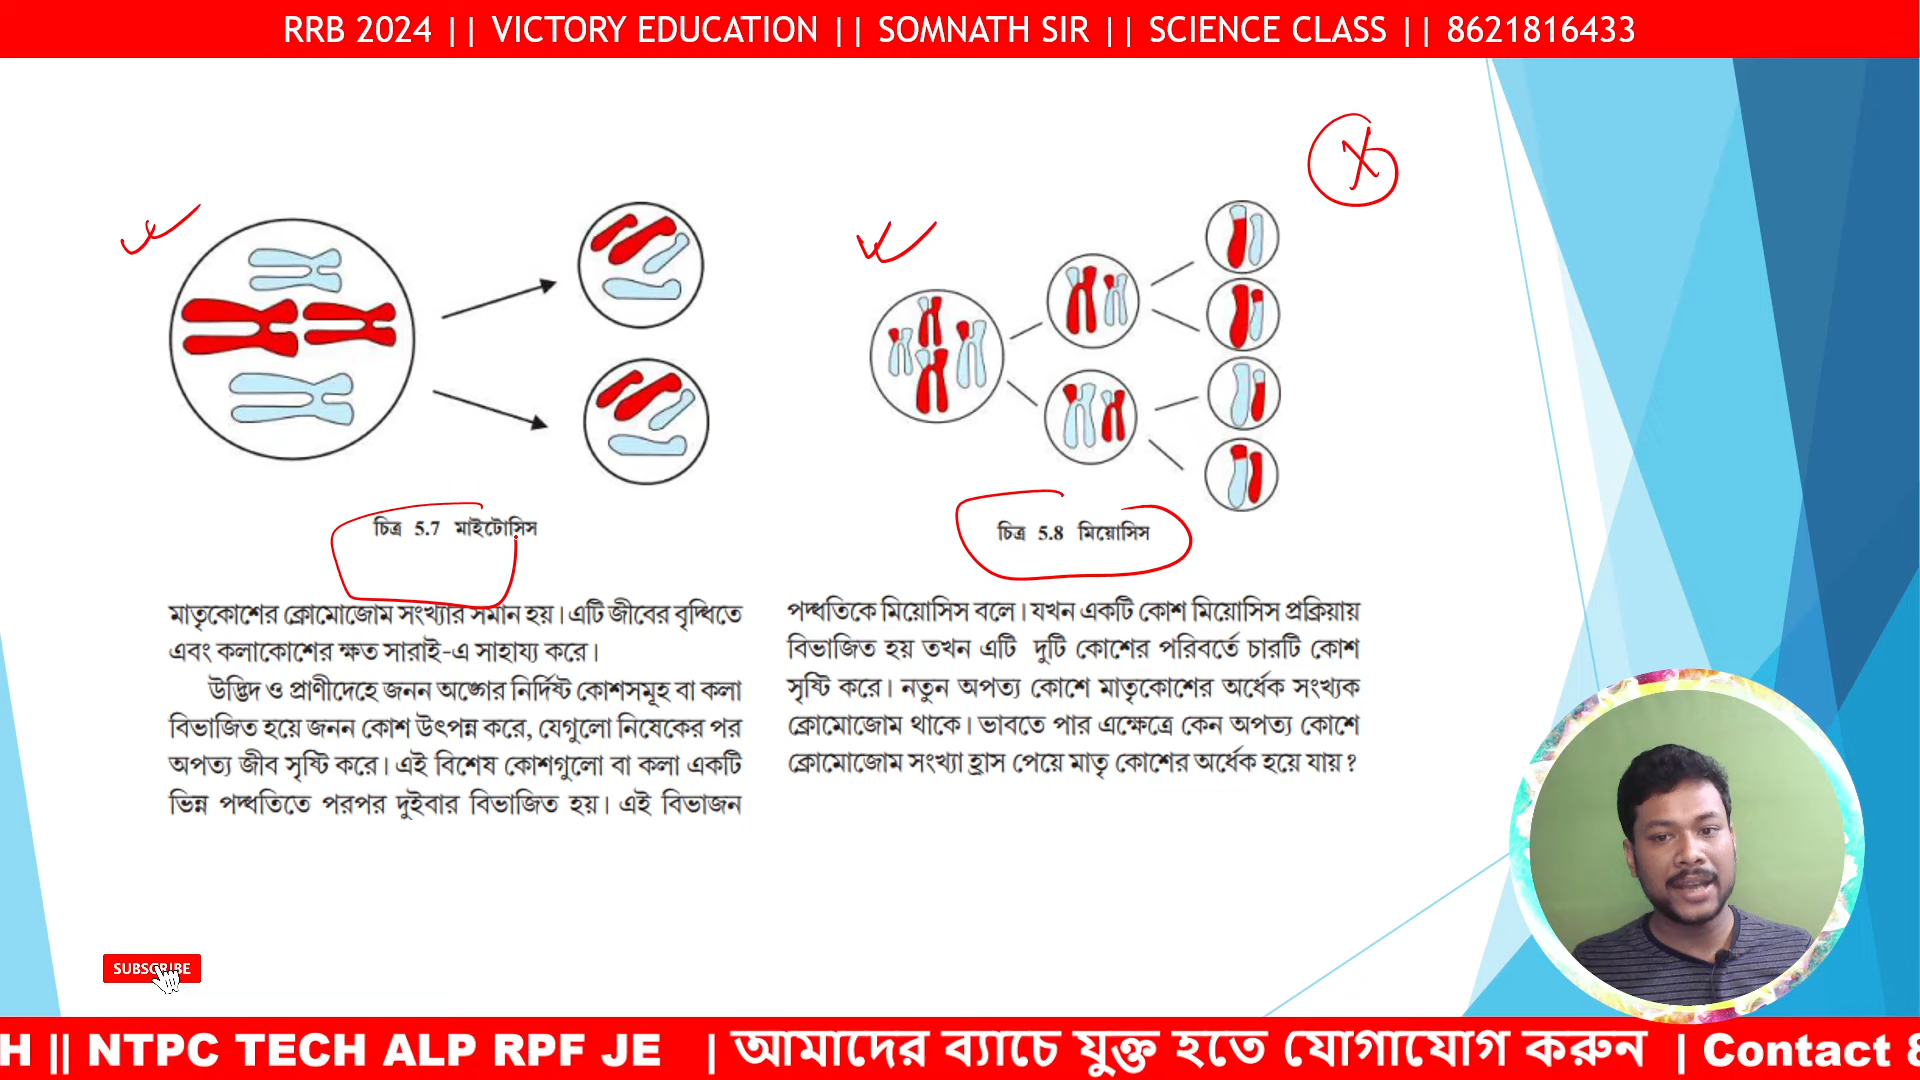 RRB 2024 || VICTORY EDUCATION || SOMNATH SIR || SCIENCE CLASS || 8621816433
চিত্র 5.7 মাইটোসিস
মাতৃকোশের ক্রোমোজোম সংখ্যার সমান হয়। এটি জীবের বৃদ্ধিতে
এবং কলাকোশের ক্ষত সারাই-এ সাহায্য করে।
উদ্ভিদ ও প্রাণীদেহে জনন অঙ্গের নির্দিষ্ট কোশসমূহ বা কলা
বিভাজিত হয়ে জনন কোশ উৎপন্ন করে, যেগুলো নিষেকের পর
অপত্য জীব সৃষ্টি করে। এই বিশেষ কোশগুলো বা কলা একটি
ভিন্ন পদ্ধতিতে পরপর দুইবার বিভাজিত হয়। এই বিভাজন
চিত্র 5.8 মিয়োসিস
পদ্ধতিকে মিয়োসিস বলে। যখন একটি কোশ মিয়োসিস প্রক্রিয়ায়
বিভাজিত হয় তখন এটি দুটি কোশের পরিবর্তে চারটি কোশ
সৃষ্টি করে। নতুন অপত্য কোশে মাতৃকোশের অর্ধেক সংখ্যক
ক্রোমোজোম থাকে। ভাবতে পার এক্ষেত্রে কেন অপত্য কোশে
ক্রোমোজোম সংখ্যা হ্রাস পেয়ে মাতৃ কোশের অর্ধেক হয়ে যায় ?
SUBSCRIBE
H || NTPC TECH ALP RPF JE | আমাদের ব্যাচে যুক্ত হতে যোগাযোগ করুন | Contact 8